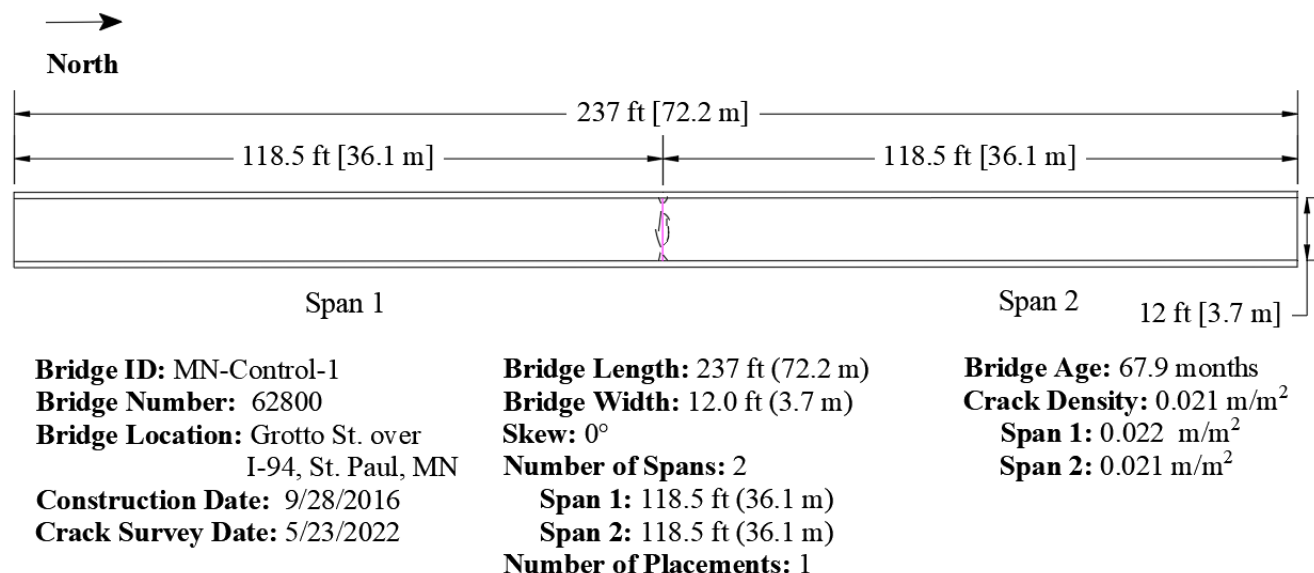 North
237 ft [72.2 m]
118.5 ft [36.1 m]
118.5 ft [36.1 m]
Span 1
Span 2
12 ft [3.7 m]
Bridge ID: MN-Control-1
Bridge Number: 62800
Bridge Location: Grotto St. over
I-94, St. Paul, MN
Construction Date: 9/28/2016
Crack Survey Date: 5/23/2022
Bridge Length: 237 ft (72.2 m)
Bridge Width: 12.0 ft (3.7 m)
Skew: 0°
Number of Spans: 2
Span 1: 118.5 ft (36.1 m)
Span 2: 118.5 ft (36.1 m)
Number of Placements: 1
Bridge Age: 67.9 months
Crack Density: 0.021 m/m²
Span 1: 0.022 m/m²
Span 2: 0.021 m/m²